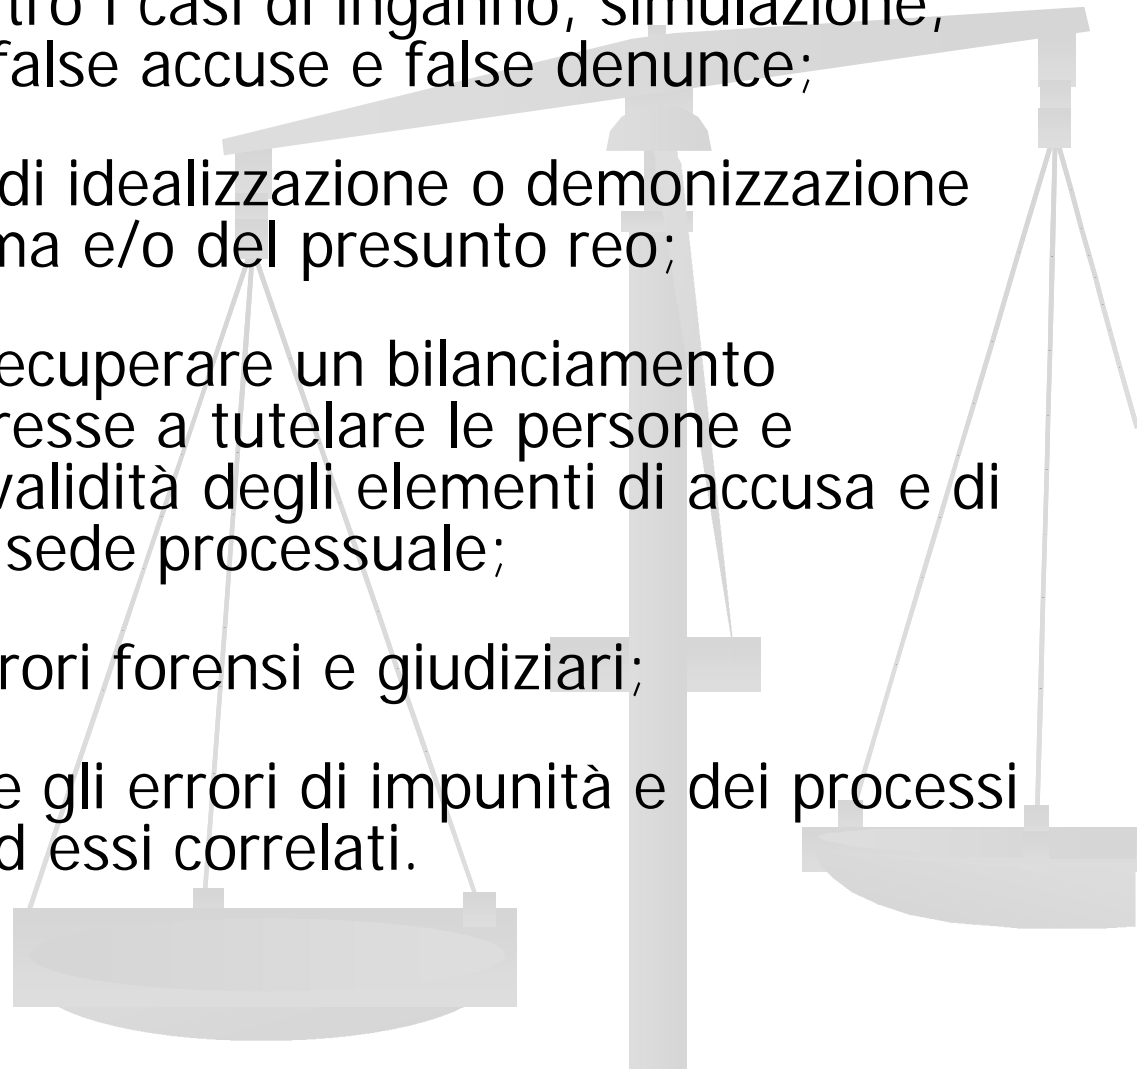 tro i casi di inganno, simulazione,
false accuse e false denunce;
di idealizzazione o demonizzazione
ma e/o del presunto reo;
ecuperare un bilanciamento
resse a tutelare le persone e
validità degli elementi di accusa e di
sede processuale;
rori forensi e giudiziari;
e gli errori di impunità e dei processi
d essi correlati.